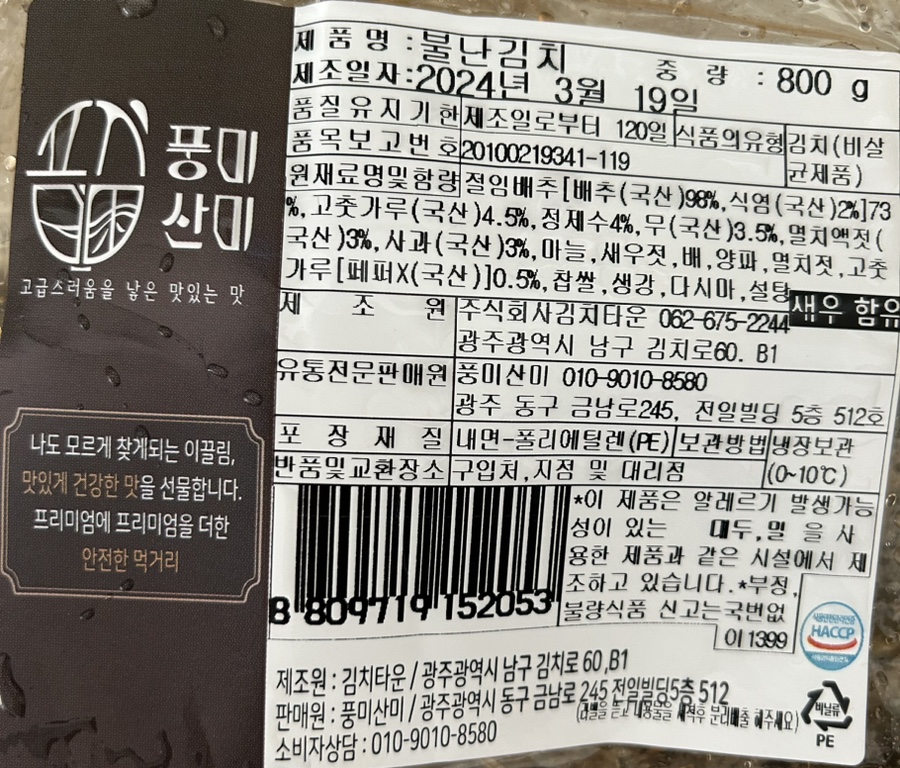 풍미
산미
고급스러움을 낳은 맛있는 맛
나도 모르게 찾게되는 이끌림,
맛있게 건강한 맛을 선물합니다.
프리미엄에 프리미엄을 더한
안전한 먹거리
제 품 명 : 불난김치 중 량 : 800 g
제조일자:2024년 3월 19일
품질유지기한 제조일로부터 120일 식품의유형 김치(비살균제품)
품목보고번호 20100219341-119
원재료명및함량 절임배추[배추(국산)98%,식염(국산)2%]73
%,고춧가루(국산)4.5%,정제수4%,무(국산)3.5%,멸치액젓(
국산)3%,사과(국산)3%,마늘,새우젓,배,양파,멸치젓,고춧
가루[페퍼X(국산)]0.5%,찹쌀,생강,다시마,설탕
새우 함유
제 조 원 주식회사김치타운 062-675-2244
광주광역시 남구 김치로60. B1
유통전문판매원 풍미산미 010-9010-8580
광주 동구 금남로245, 전일빌딩 5층 512호
포 장 재 질 내면-폴리에틸렌(PE) 보관방법 냉장보관
(0~10℃)
반품및교환장소 구입처,지점 및 대리점
*이 제품은 알레르기 발생가능
성이 있는 대두,밀 을 사
용한 제품과 같은 시설에서 제
조하고 있습니다.*부정,
불량식품 신고는국번없
이 1399
8 809719 152053
HACCP
제조원 : 김치타운 / 광주광역시 남구 김치로 60,B1
판매원 : 풍미산미 / 광주광역시 동구 금남로 245 전일빌딩5층 512
소비자상담 : 010-9010-8580
비닐류
PE